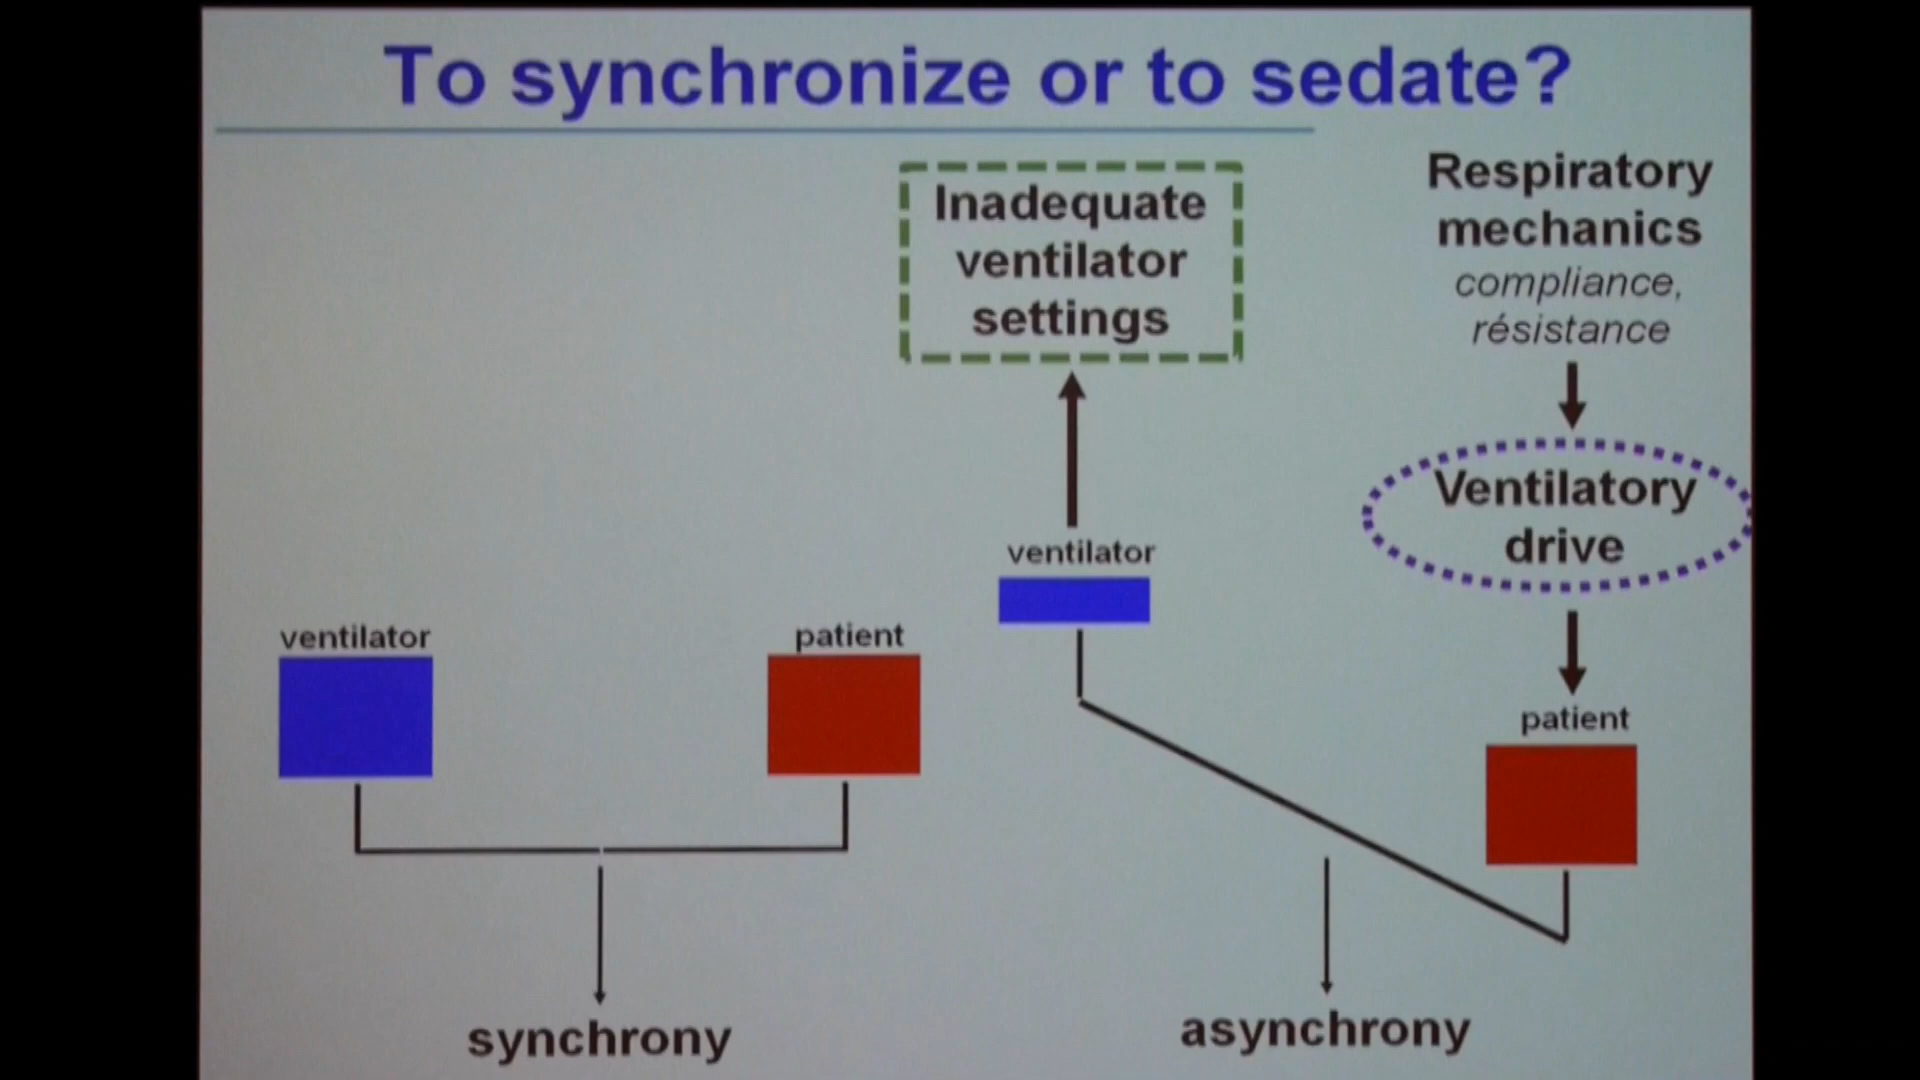 To synchronize or to sedate?
Inadequate
ventilator
settings
Respiratory
mechanics
compliance,
résistance
Ventilatory
drive
ventilator
patient
ventilator
patient
synchrony
asynchrony